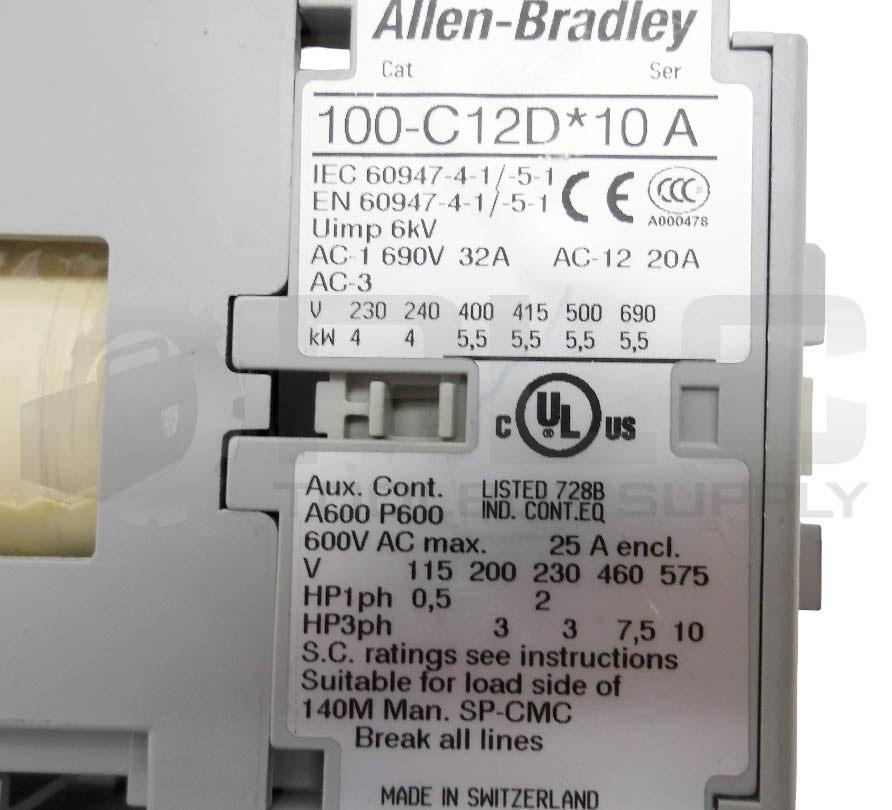 Allen-Bradley
Cat Ser
100-C12D*10 A
IEC 60947-4-1/-5-1
EN 60947-4-1/-5-1
CE CCC S
A000478
Uimp 6kV
AC-1 690V 32A AC-12 20A
AC-3
V 230 240 400 415 500 690
kW 4 4 5,5 5,5 5,5 5,5
C UL US ®
Aux. Cont. LISTED 728B
A600 P600 IND. CONT.EQ
600V AC max. 25 A encl.
V 115 200 230 460 575
HP1ph 0,5 2
HP3ph 3 3 7,5 10
S.C. ratings see instructions
Suitable for load side of
140M Man. SP-CMC
Break all lines
MADE IN SWITZERLAND
PLC